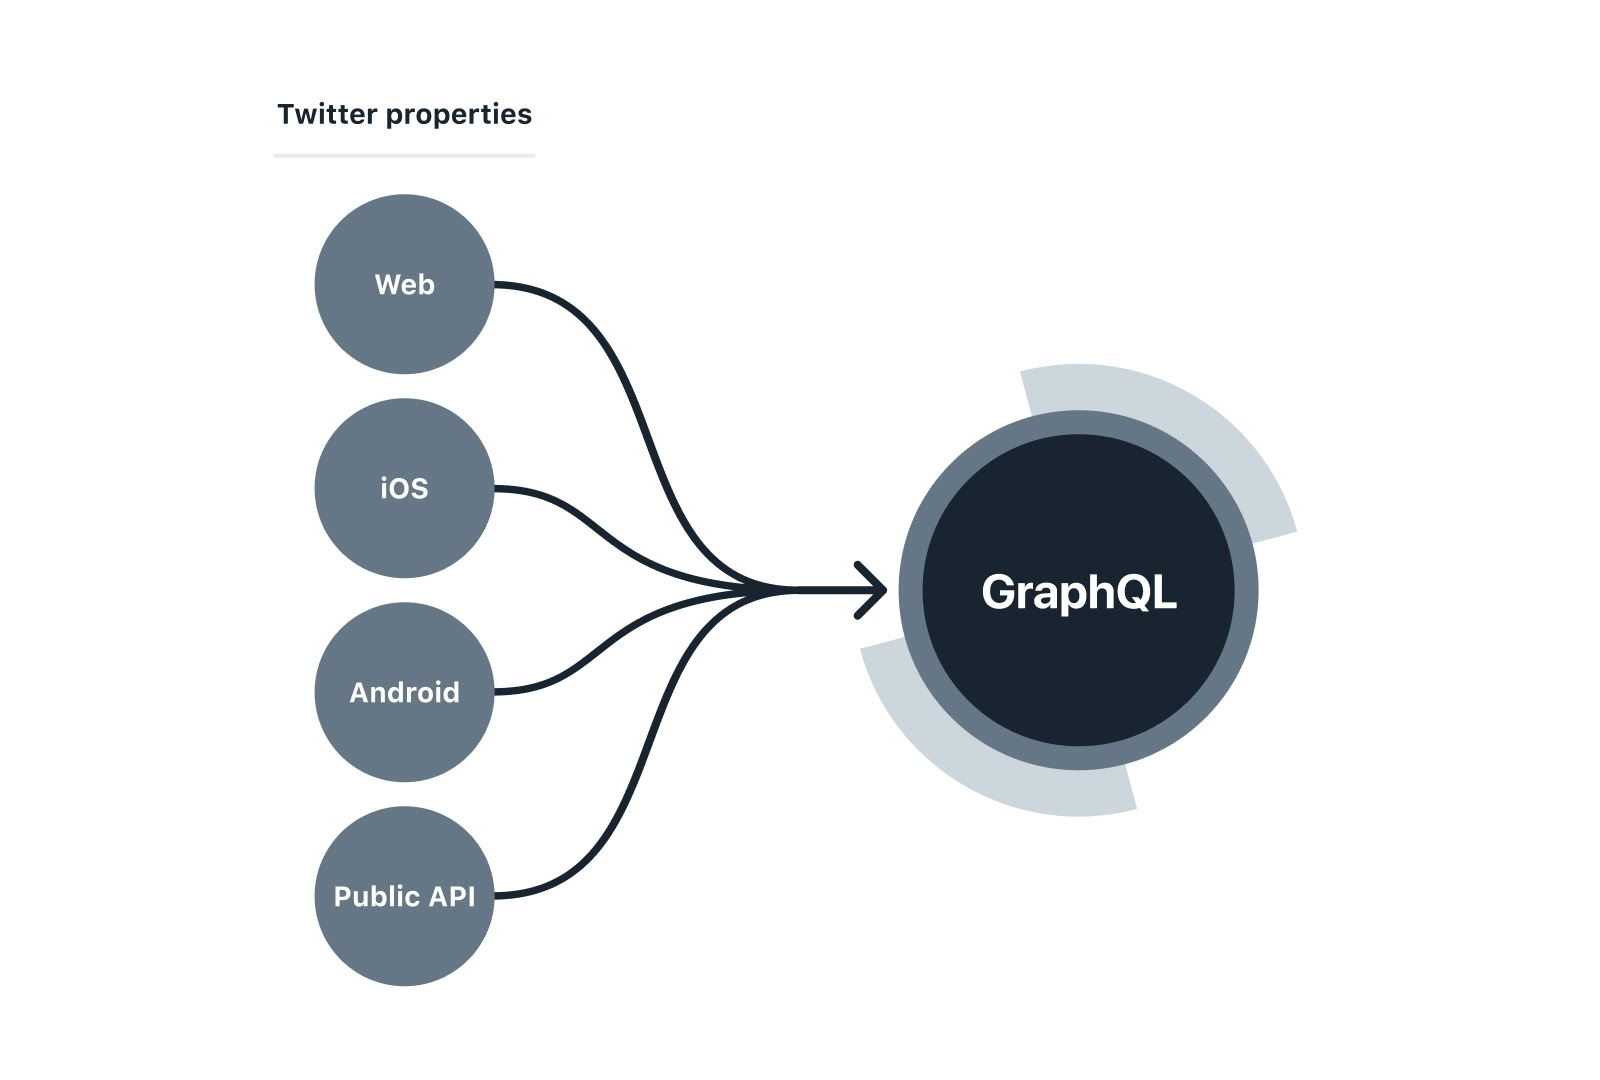 Twitter properties
Web
iOS
Android
Public API
GraphQL